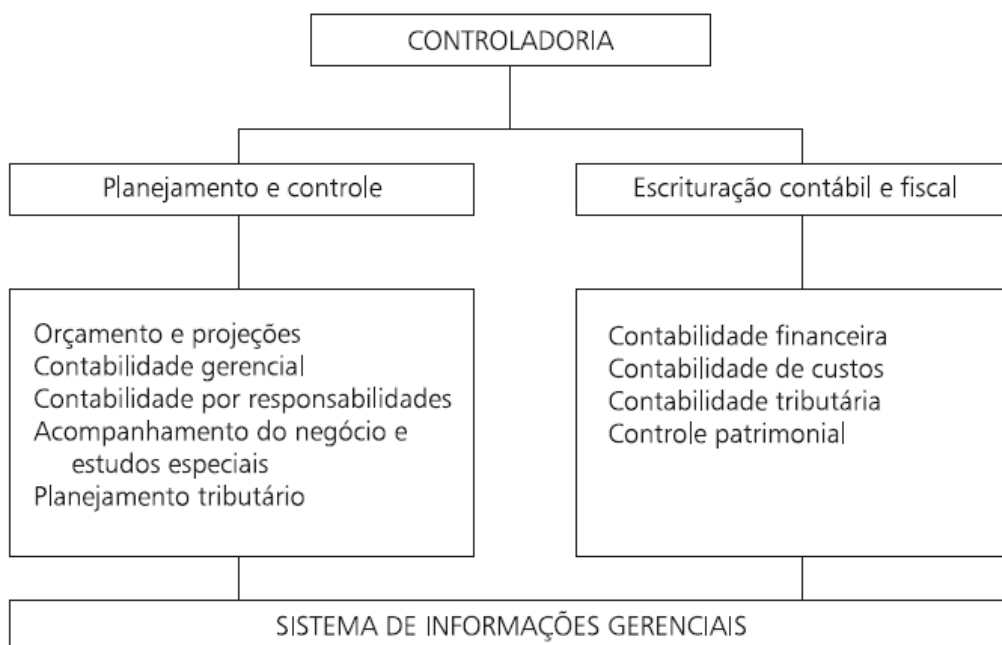 CONTROLADORIA
Planejamento e controle
Escrituração contábil e fiscal
Orçamento e projeções
Contabilidade gerencial
Contabilidade por responsabilidades
Acompanhamento do negócio e
estudos especiais
Planejamento tributário
Contabilidade financeira
Contabilidade de custos
Contabilidade tributária
Controle patrimonial
SISTEMA DE INFORMAÇÕES GERENCIAIS